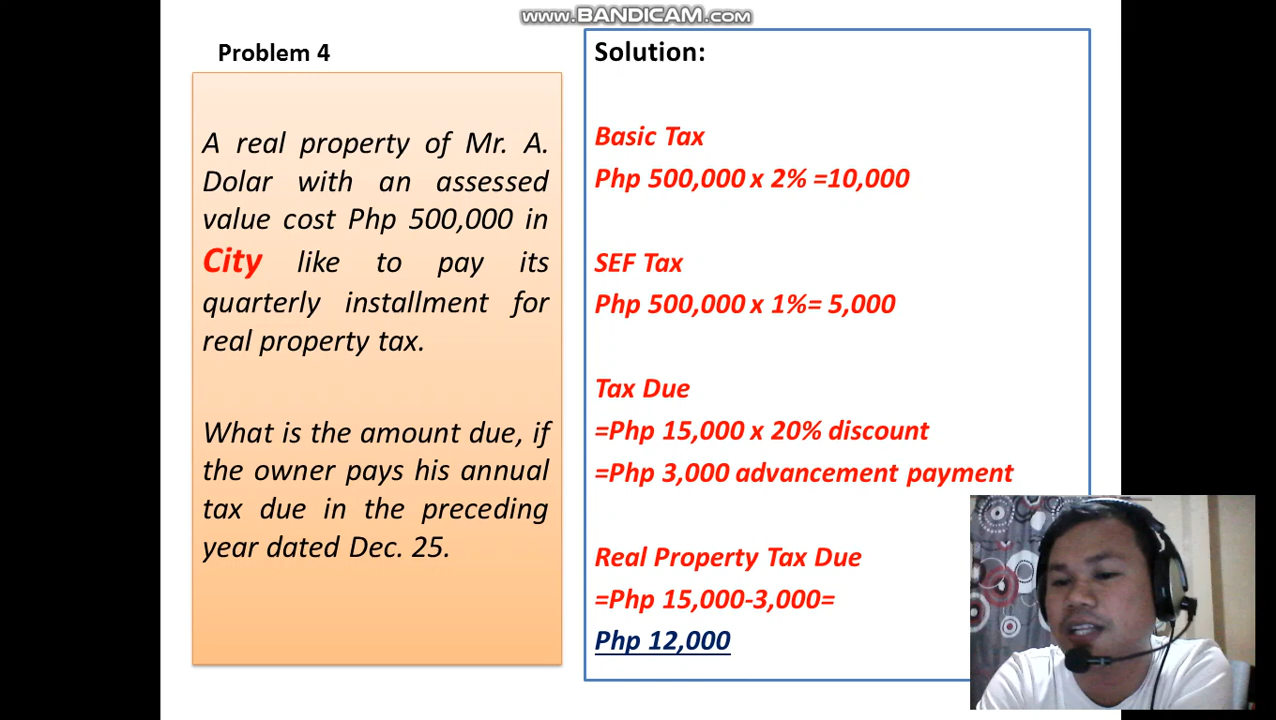 www.BANDICAM.com
Problem 4
A real property of Mr. A.
Dolar with an assessed
value cost Php 500,000 in
City like to pay its
quarterly installment for
real property tax.
What is the amount due, if
the owner pays his annual
tax due in the preceding
year dated Dec. 25.
Solution:
Basic Tax
Php 500,000 x 2% =10,000
SEF Tax
Php 500,000 x 1%= 5,000
Tax Due
=Php 15,000 x 20% discount
=Php 3,000 advancement payment
Real Property Tax Due
=Php 15,000-3,000=
Php 12,000